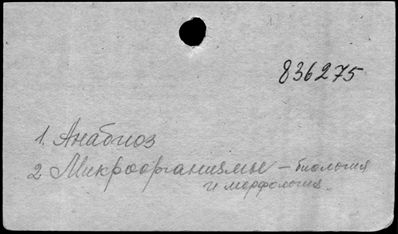 836275
1. Анабиоз
2 Микроорганизмы – биология
и морфология.